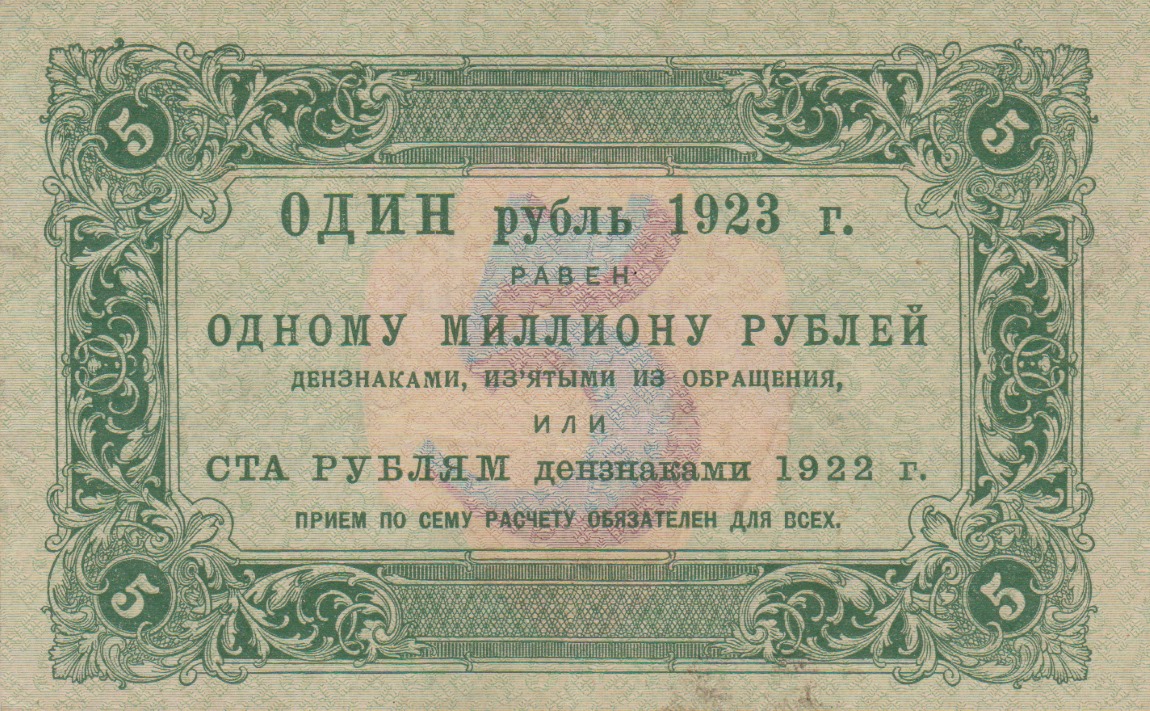 5 5
ОДИН рубль 1923 г.
РАВЕН
ОДНОМУ МИЛЛИОНУ РУБЛЕЙ
ДЕНЗНАКАМИ, ИЗ'ЯТЫМИ ИЗ ОБРАЩЕНИЯ,
ИЛИ
СТА РУБЛЯМ дензнаками 1922 г.
ПРИЕМ ПО СЕМУ РАСЧЕТУ ОБЯЗАТЕЛЕН ДЛЯ ВСЕХ.
5
5 5